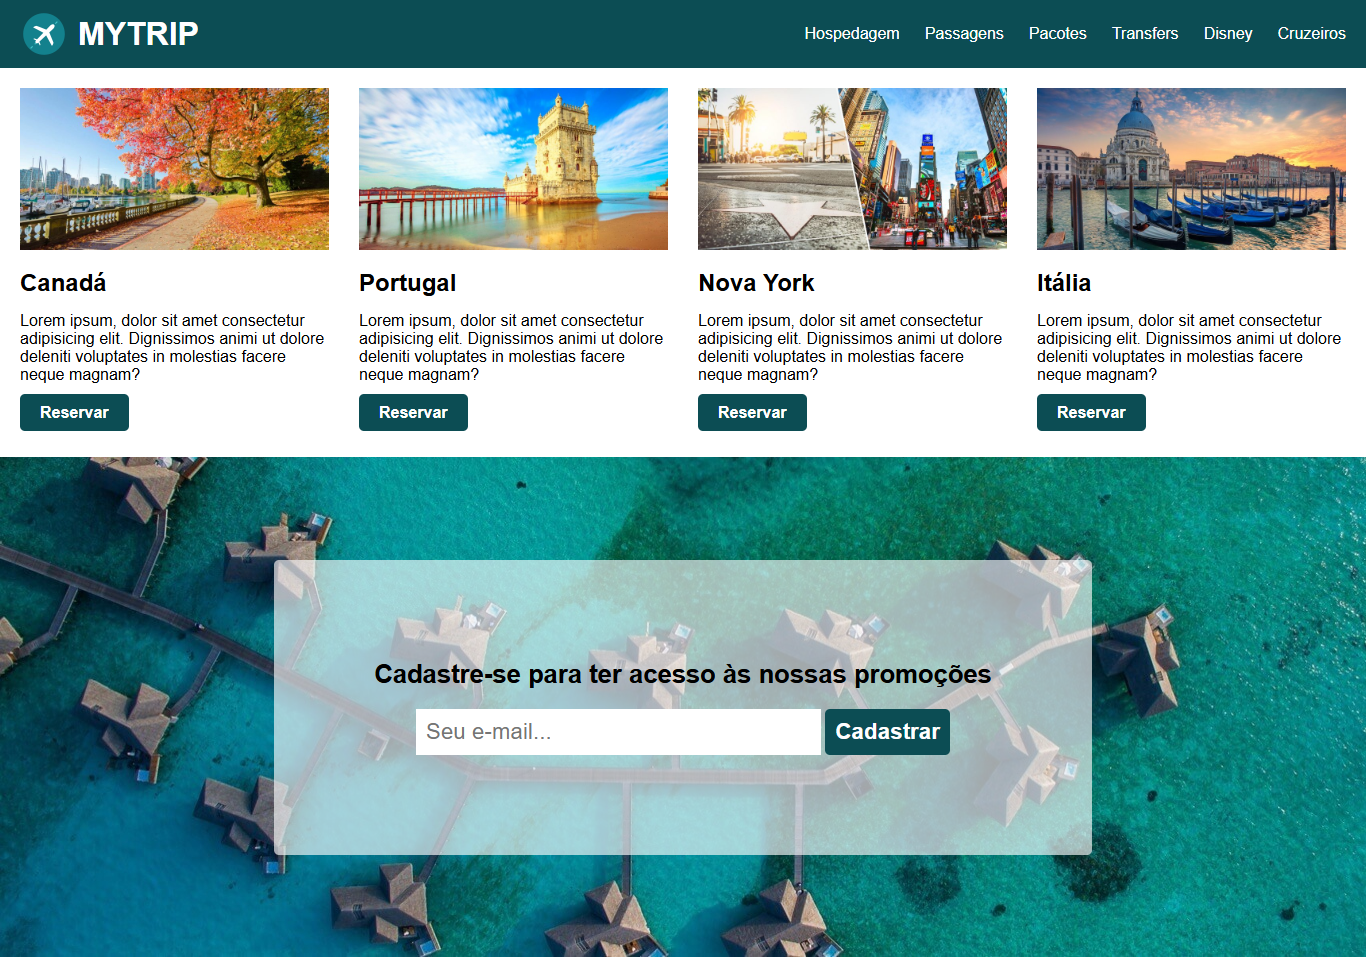 MYTRIP
Hospedagem Passagens Pacotes Transfers Disney Cruzeiros
Canadá
Lorem ipsum, dolor sit amet consectetur
adipisicing elit. Dignissimos animi ut dolore
deleniti voluptates in molestias facere
neque magnam?
Reservar
Portugal
Lorem ipsum, dolor sit amet consectetur
adipisicing elit. Dignissimos animi ut dolore
deleniti voluptates in molestias facere
neque magnam?
Reservar
Nova York
Lorem ipsum, dolor sit amet consectetur
adipisicing elit. Dignissimos animi ut dolore
deleniti voluptates in molestias facere
neque magnam?
Reservar
Itália
Lorem ipsum, dolor sit amet consectetur
adipisicing elit. Dignissimos animi ut dolore
deleniti voluptates in molestias facere
neque magnam?
Reservar
Cadastre-se para ter acesso às nossas promoções
Seu e-mail... Cadastrar